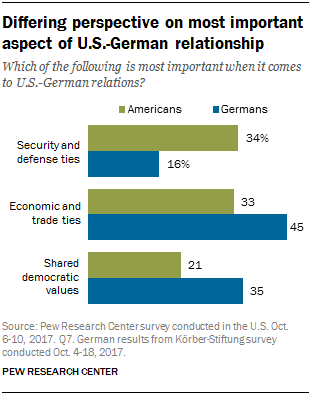 Differing perspective on most important
aspect of U.S.-German relationship
Which of the following is most important when it comes
to U.S.-German relations?
Americans Germans
Security and
defense ties
34%
16%
Economic and
trade ties
33
45
Shared
democratic
values
21
35
Source: Pew Research Center survey conducted in the U.S. Oct.
6-10, 2017. Q7. German results from Körber-Stiftung survey
conducted Oct. 4-18, 2017.
PEW RESEARCH CENTER